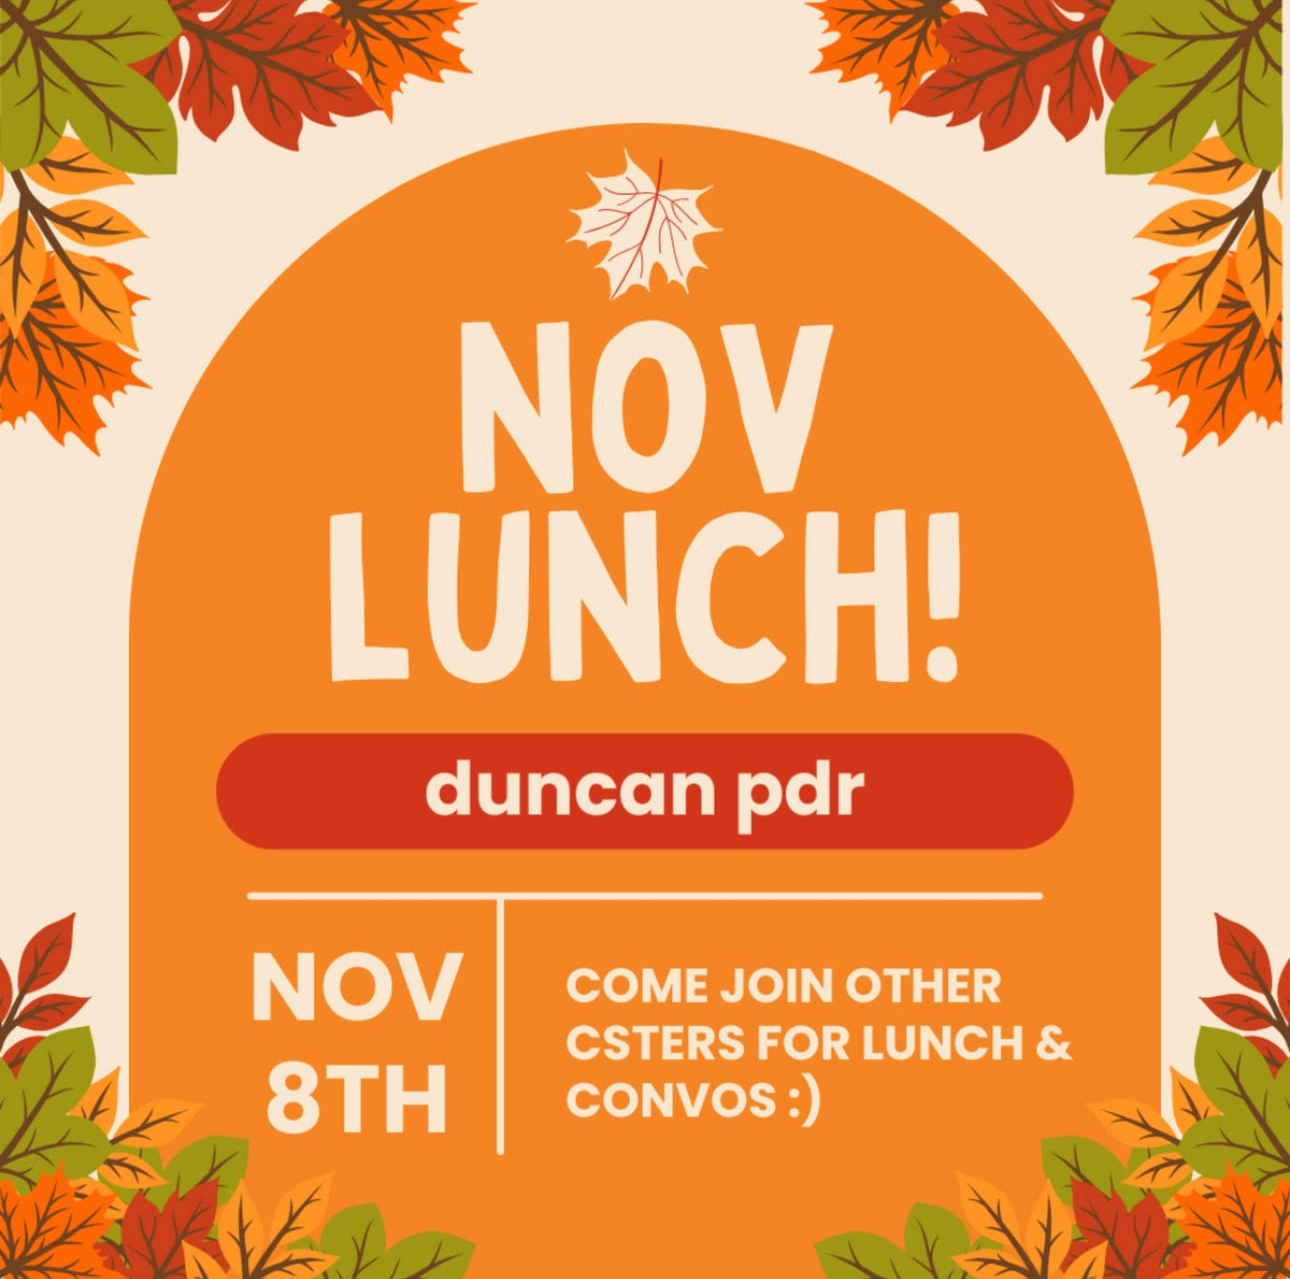 NOV
LUNCH!
duncan pdr
NOV
8TH
COME JOIN OTHER
CSTERS FOR LUNCH &
CONVOS :)